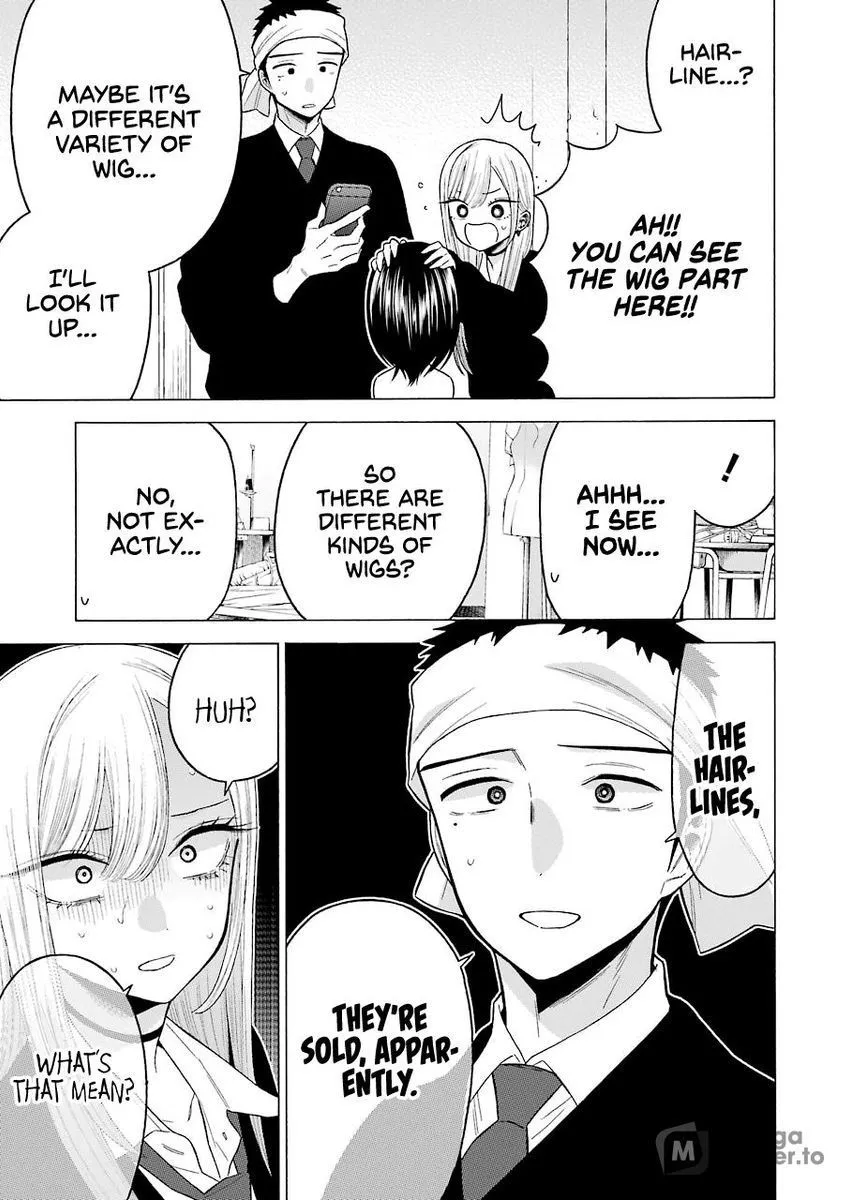 HAIR-
LINE...?
AH!!
YOU CAN SEE
THE WIG PART
HERE!!
MAYBE IT'S
A DIFFERENT
VARIETY OF
WIG...
I'LL
LOOK IT
UP...
!
AHHH...
I SEE
NOW...
SO
THERE ARE
DIFFERENT
KINDS OF
WIGS?
NO,
NOT EX-
ACTLY...
THE
HAIR-
LINES,
THEY'RE
SOLD, APPAR-
ENTLY.
HUH?
WHAT'S
THAT MEAN?
M